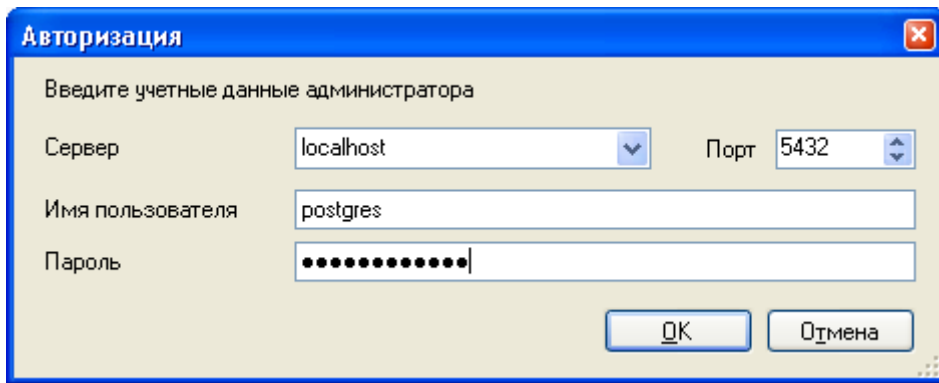 Авторизация
Введите учетные данные администратора
Сервер localhost Порт 5432
Имя пользователя postgres
Пароль ●●●●●●●●●●●●
OK Отмена